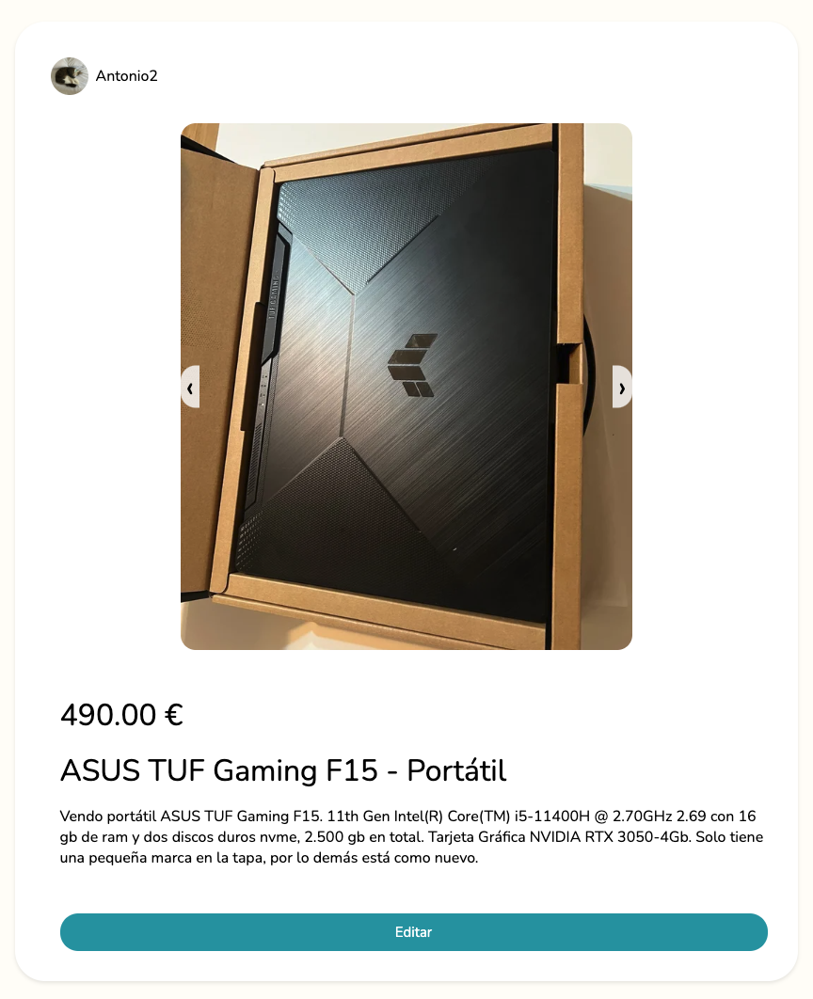 Antonio2
TUF GAMING
‹
›
490.00 €
ASUS TUF Gaming F15 - Portátil
Vendo portátil ASUS TUF Gaming F15. 11th Gen Intel(R) Core(TM) i5-11400H @ 2.70GHz 2.69 con 16
gb de ram y dos discos duros nvme, 2.500 gb en total. Tarjeta Gráfica NVIDIA RTX 3050-4Gb. Solo tiene
una pequeña marca en la tapa, por lo demás está como nuevo.
Editar